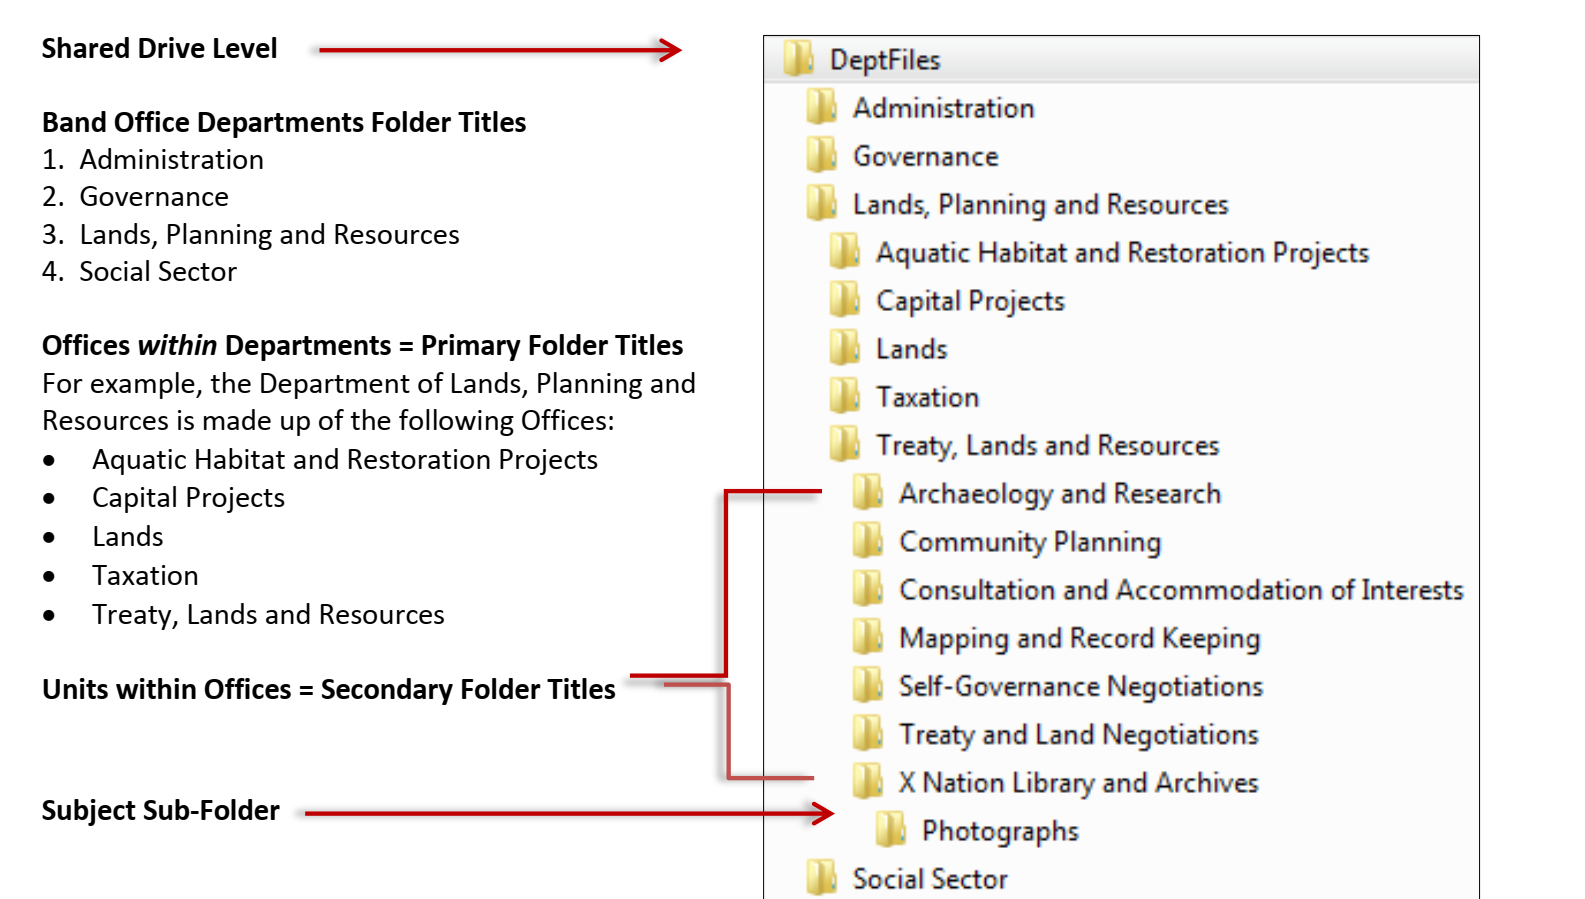 Shared Drive Level
Band Office Departments Folder Titles
1. Administration
2. Governance
3. Lands, Planning and Resources
4. Social Sector
Offices within Departments = Primary Folder Titles
For example, the Department of Lands, Planning and
Resources is made up of the following Offices:
• Aquatic Habitat and Restoration Projects
• Capital Projects
• Lands
• Taxation
• Treaty, Lands and Resources
Units within Offices = Secondary Folder Titles
Subject Sub-Folder
DeptFiles
Administration
Governance
Lands, Planning and Resources
Aquatic Habitat and Restoration Projects
Capital Projects
Lands
Taxation
Treaty, Lands and Resources
Archaeology and Research
Community Planning
Consultation and Accommodation of Interests
Mapping and Record Keeping
Self-Governance Negotiations
Treaty and Land Negotiations
X Nation Library and Archives
Photographs
Social Sector